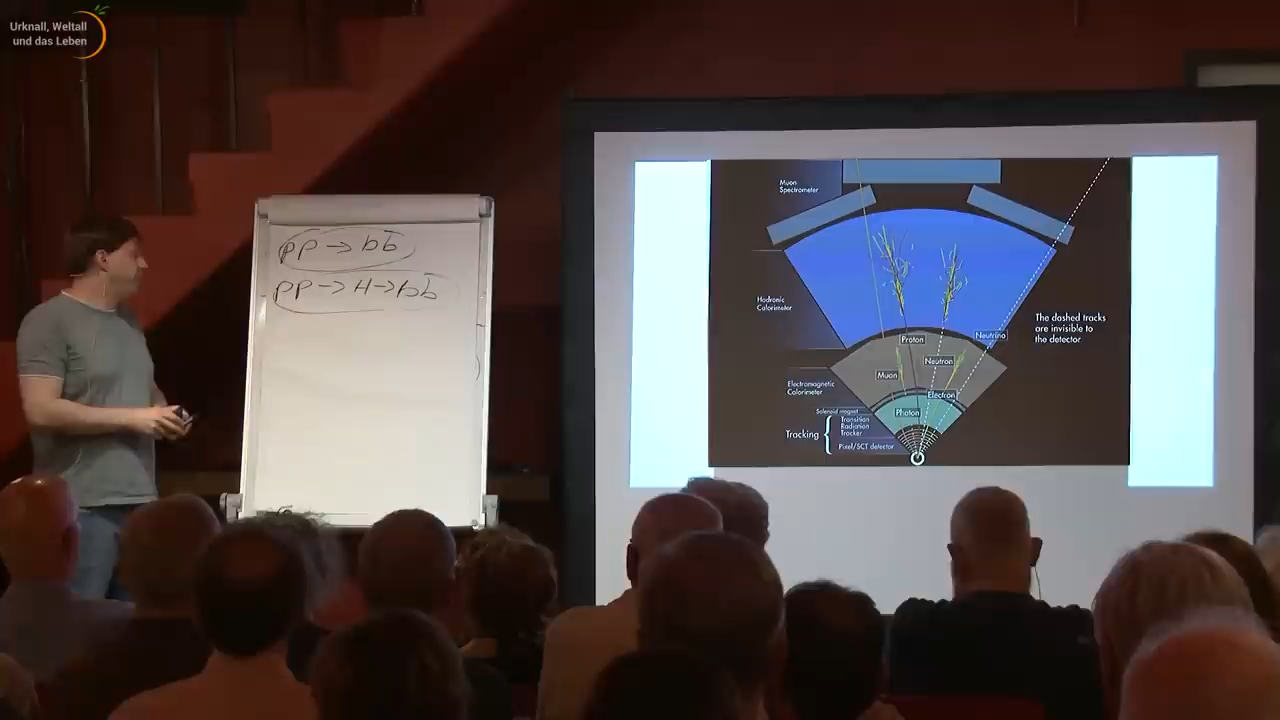 Urknall, Weltall
und das Leben
pp → bb̄
pp → H → bb̄
Muon
Spectrometer
Hadronic
Calorimeter
The dashed tracks
are invisible to
the detector
Neutrino
Proton
Neutron
Muon
Electromagnetic
Calorimeter
Electron
Photon
Solenoid magnet
Tracking { Transition
Radiation
Tracker
Pixel/SCT detector